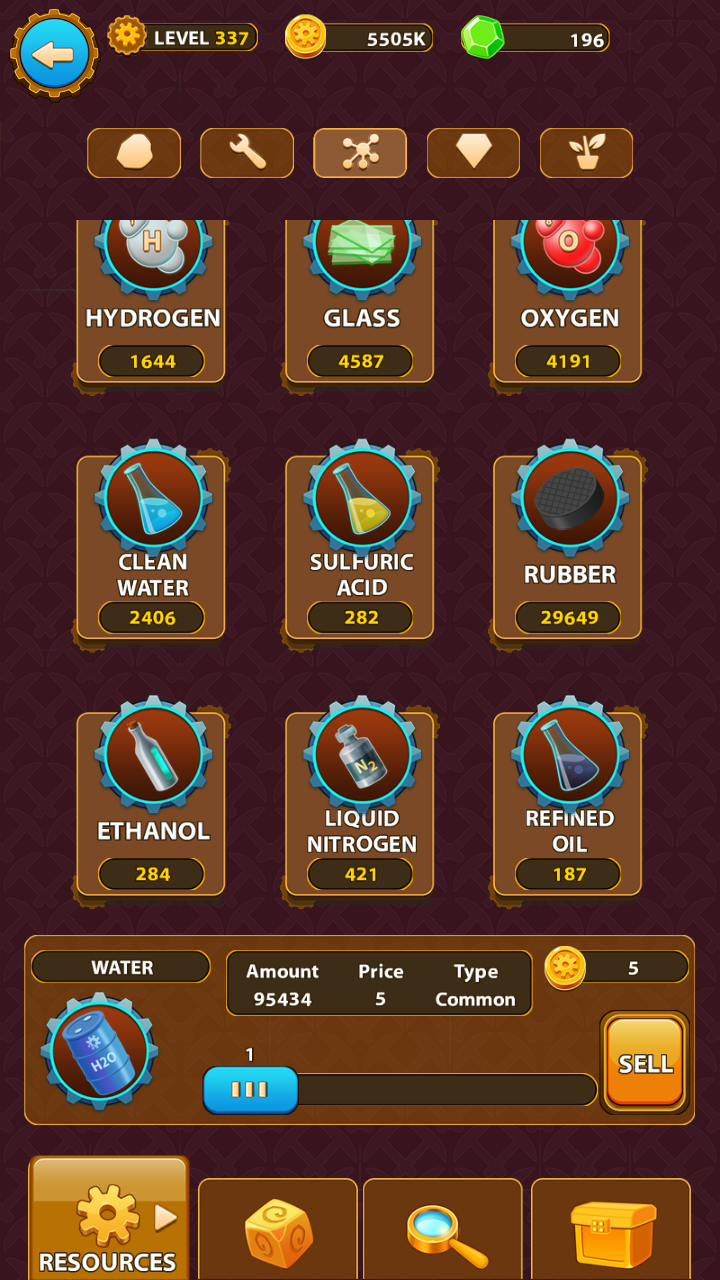 LEVEL 337
5505K
196
H
O
HYDROGEN
GLASS
OXYGEN
1644
4587
4191
CLEAN
WATER
SULFURIC
ACID
RUBBER
2406
282
29649
N2
ETHANOL
LIQUID
NITROGEN
REFINED
OIL
284
421
187
WATER
Amount Price Type
95434 5 Common
5
H2O
1
SELL
RESOURCES